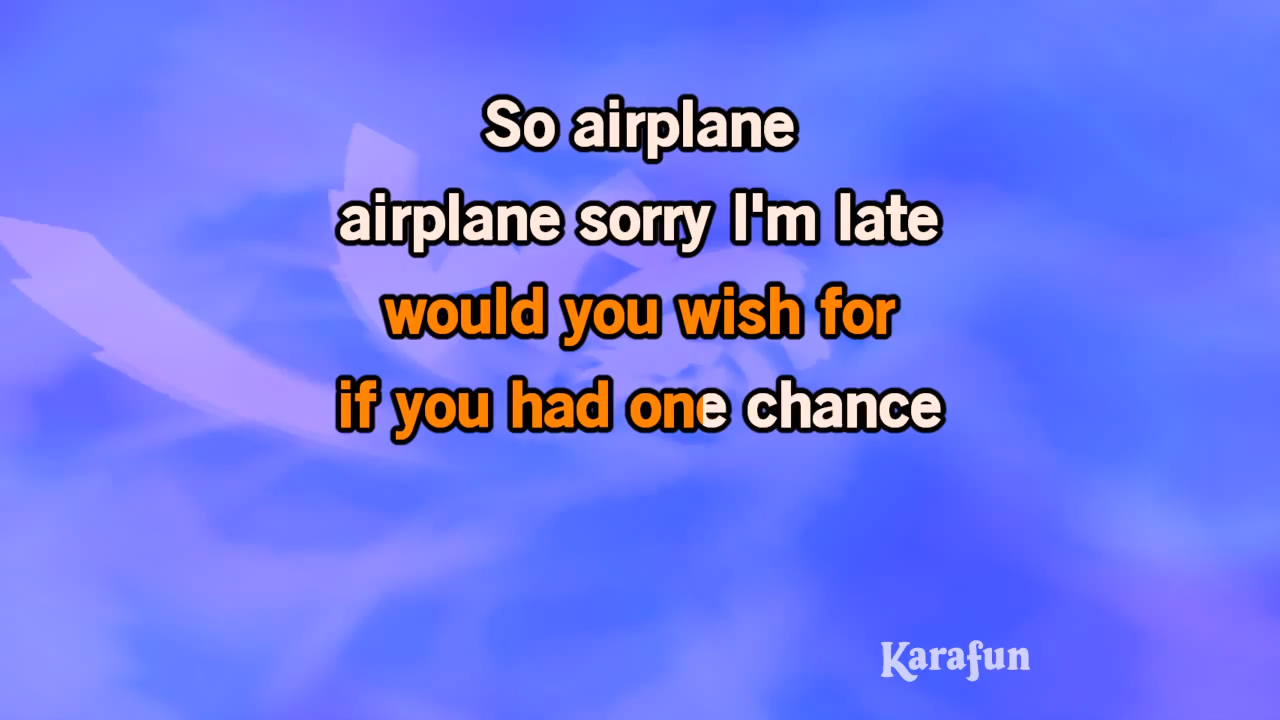 So airplane
airplane sorry I'm late
would you wish for
if you had one chance
Karafun